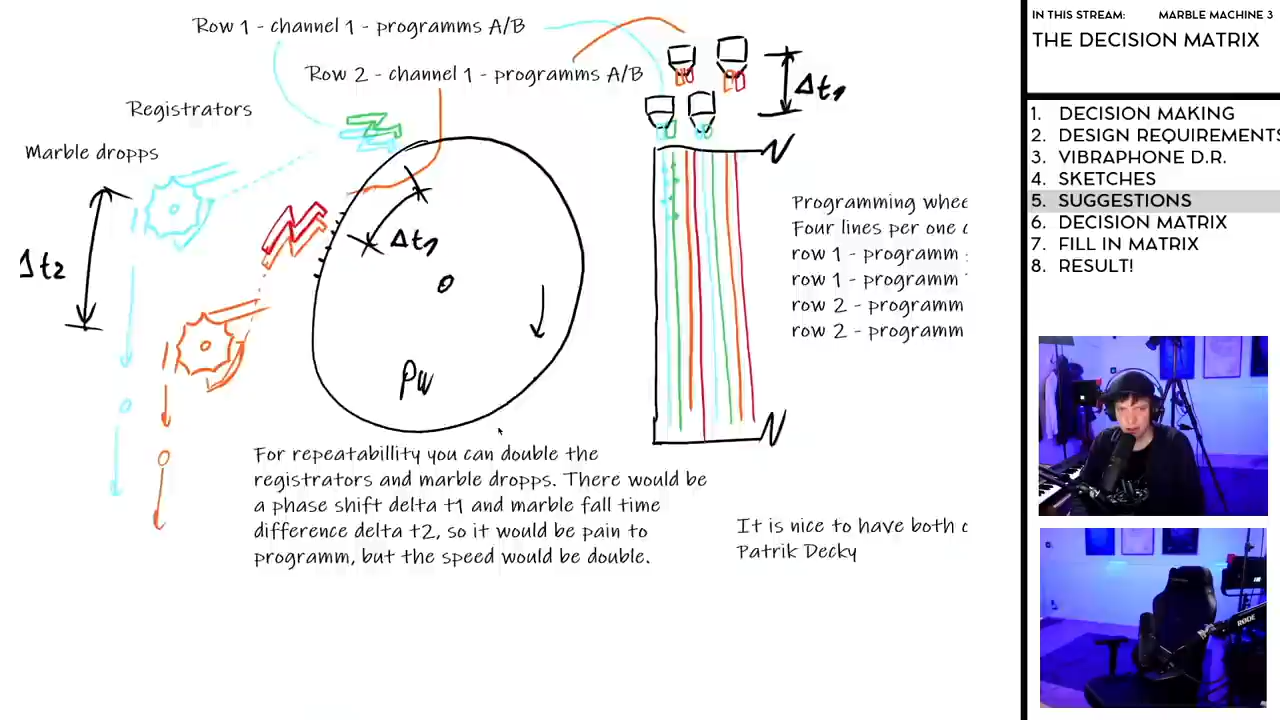 Row 1 - channel 1 - programms A/B
Row 2 - channel 1 - programms A/B
Registrators
Marble dropps
Δt1
Δt1
Δt2
PW
Programming whee
Four lines per one c
row 1 - programm
row 1 - programm
row 2 - programm
row 2 - programm
For repeatabillity you can double the
registrators and marble dropps. There would be
a phase shift delta t1 and marble fall time
difference delta t2, so it would be pain to
programm, but the speed would be double.
It is nice to have both c
Patrik Decky
IN THIS STREAM: MARBLE MACHINE 3
THE DECISION MATRIX
1. DECISION MAKING
2. DESIGN REQUIREMENTS
3. VIBRAPHONE D.R.
4. SKETCHES
5. SUGGESTIONS
6. DECISION MATRIX
7. FILL IN MATRIX
8. RESULT!
RODE